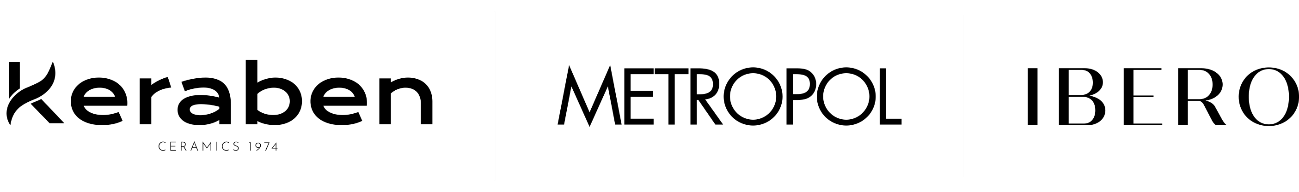 Keraben
CERAMICS 1974
METROPOL
IBERO